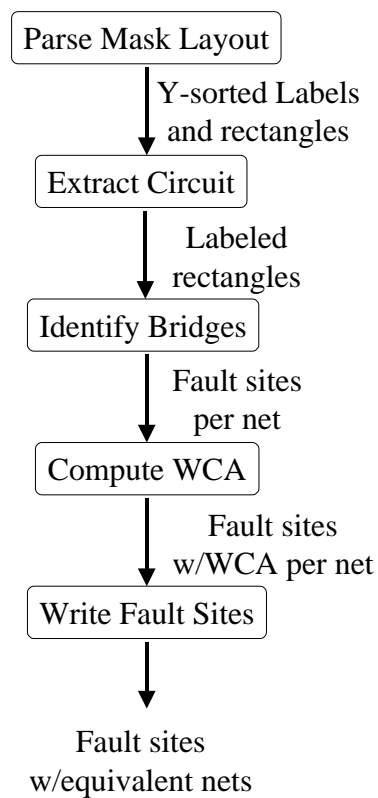 Parse Mask Layout
Y-sorted Labels
and rectangles
Extract Circuit
Labeled
rectangles
Identify Bridges
Fault sites
per net
Compute WCA
Fault sites
w/WCA per net
Write Fault Sites
Fault sites
w/equivalent nets